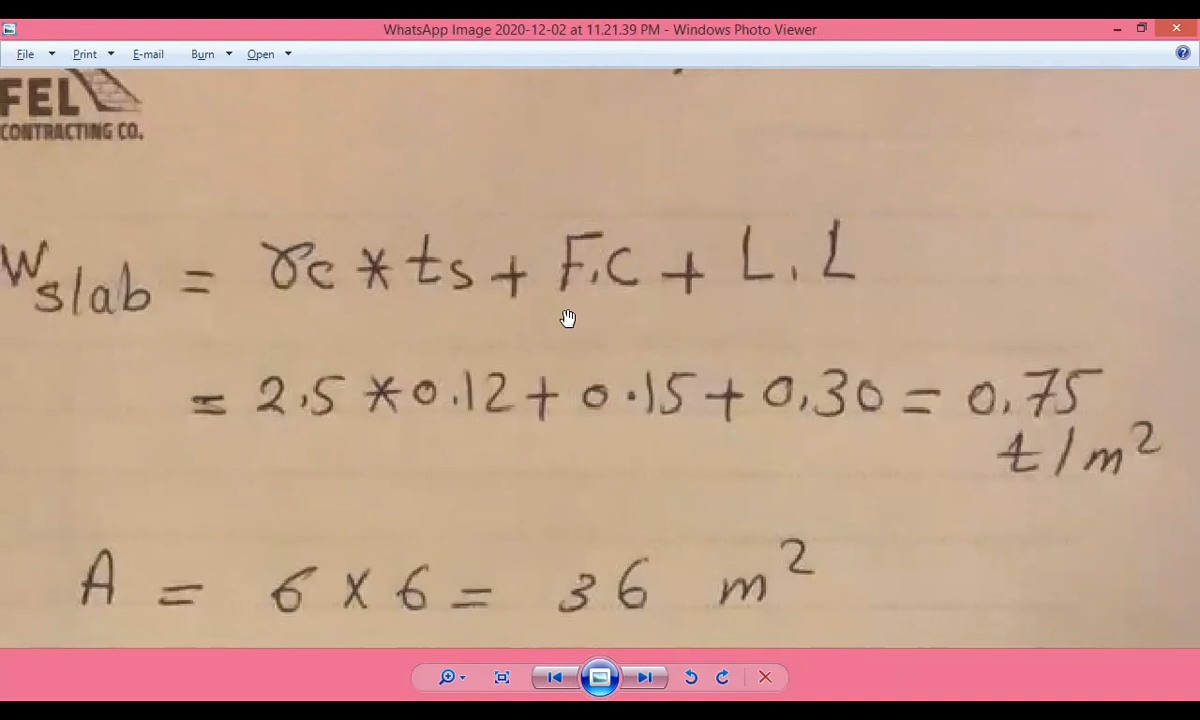 WhatsApp Image 2020-12-02 at 11.21.39 PM - Windows Photo Viewer
File Print E-mail Burn Open
FEL
CONTRACTING CO.
W slab = γc * ts + F.C + L.L
= 2.5 * 0.12 + 0.15 + 0.30 = 0.75
t/m²
A = 6 × 6 = 36 m²